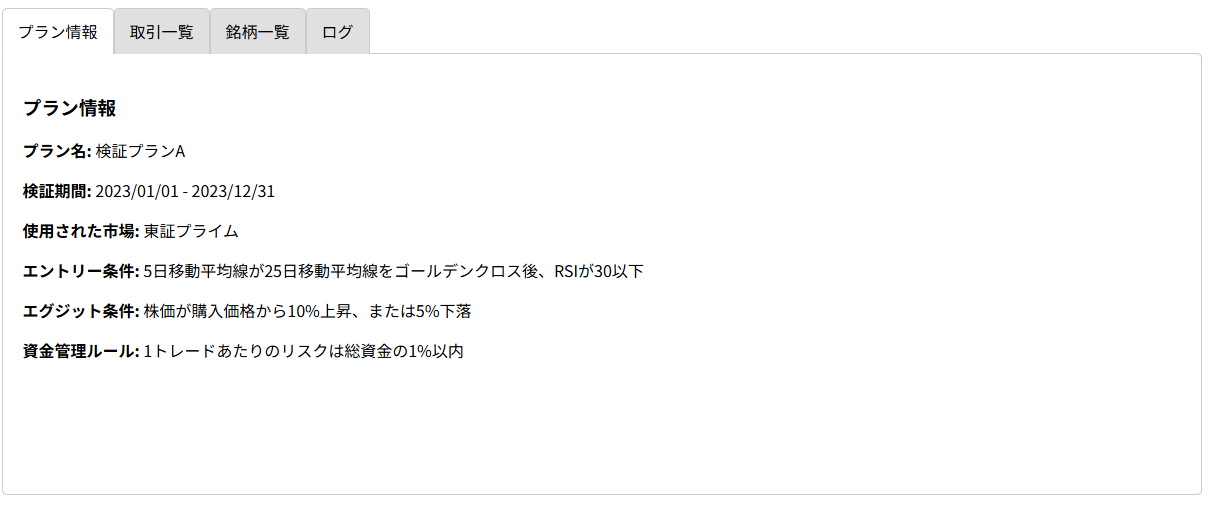 プラン情報 取引一覧 銘柄一覧 ログ
プラン情報
プラン名: 検証プランA
検証期間: 2023/01/01 - 2023/12/31
使用された市場: 東証プライム
エントリー条件: 5日移動平均線が25日移動平均線をゴールデンクロス後、RSIが30以下
エグジット条件: 株価が購入価格から10%上昇、または5%下落
資金管理ルール: 1トレードあたりのリスクは総資金の1%以内